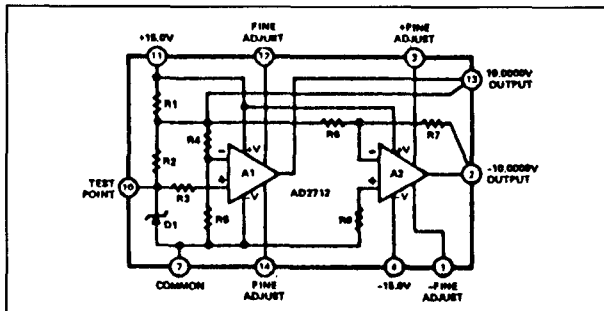 +15.0V
FINE
ADJUST
+FINE
ADJUST
11
12
3
13
10.0000V
OUTPUT
R1
R4
R6
R7
+V
+V
R2
−
−
A1
A2
2
−10.0000V
OUTPUT
TEST
POINT
10
R3
+
+
AD2712
−V
−V
D1
R5
R8
7
14
COMMON
FINE
ADJUST
−15.0V
−FINE
ADJUST